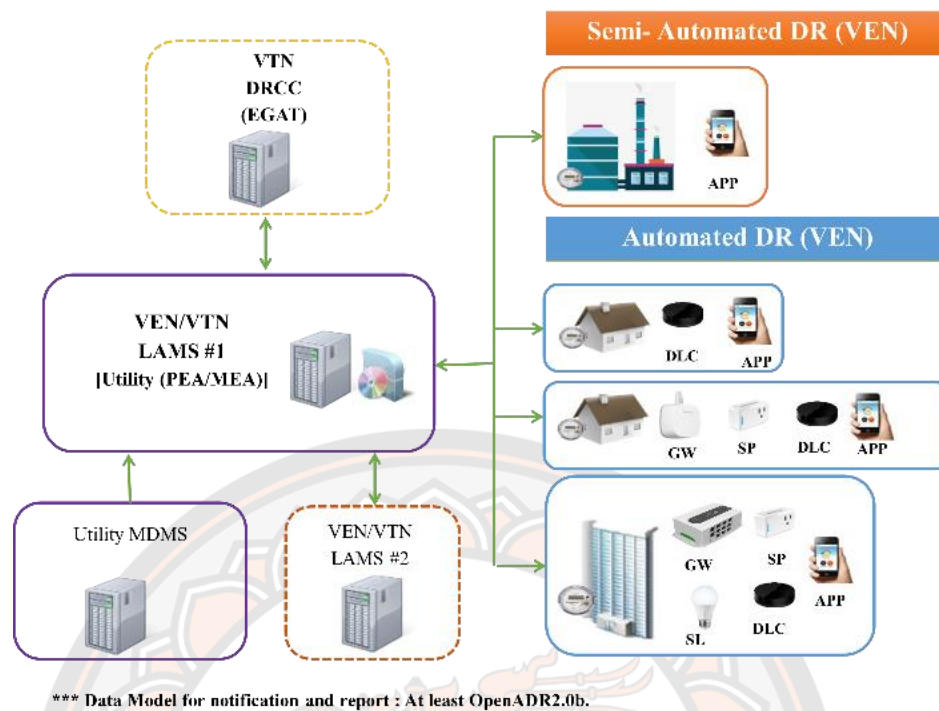 VTN
DRCC
(EGAT)
VEN/VTN
LAMS #1
[Utility (PEA/MEA)]
Utility MDMS
VEN/VTN
LAMS #2
Semi- Automated DR (VEN)
APP
Automated DR (VEN)
DLC
APP
GW
SP
DLC
APP
GW
SP
APP
SL
DLC
*** Data Model for notification and report : At least OpenADR2.0b.